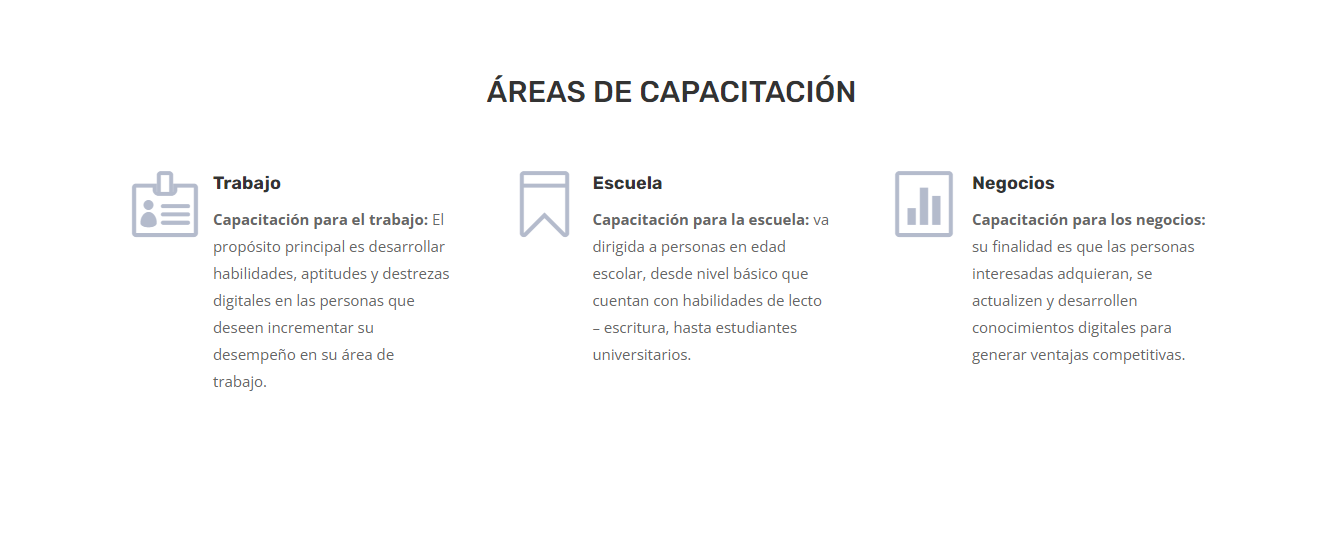 ÁREAS DE CAPACITACIÓN
Trabajo
Capacitación para el trabajo: El
propósito principal es desarrollar
habilidades, aptitudes y destrezas
digitales en las personas que
deseen incrementar su
desempeño en su área de
trabajo.
Escuela
Capacitación para la escuela: va
dirigida a personas en edad
escolar, desde nivel básico que
cuentan con habilidades de lecto
– escritura, hasta estudiantes
universitarios.
Negocios
Capacitación para los negocios:
su finalidad es que las personas
interesadas adquieran, se
actualizen y desarrollen
conocimientos digitales para
generar ventajas competitivas.